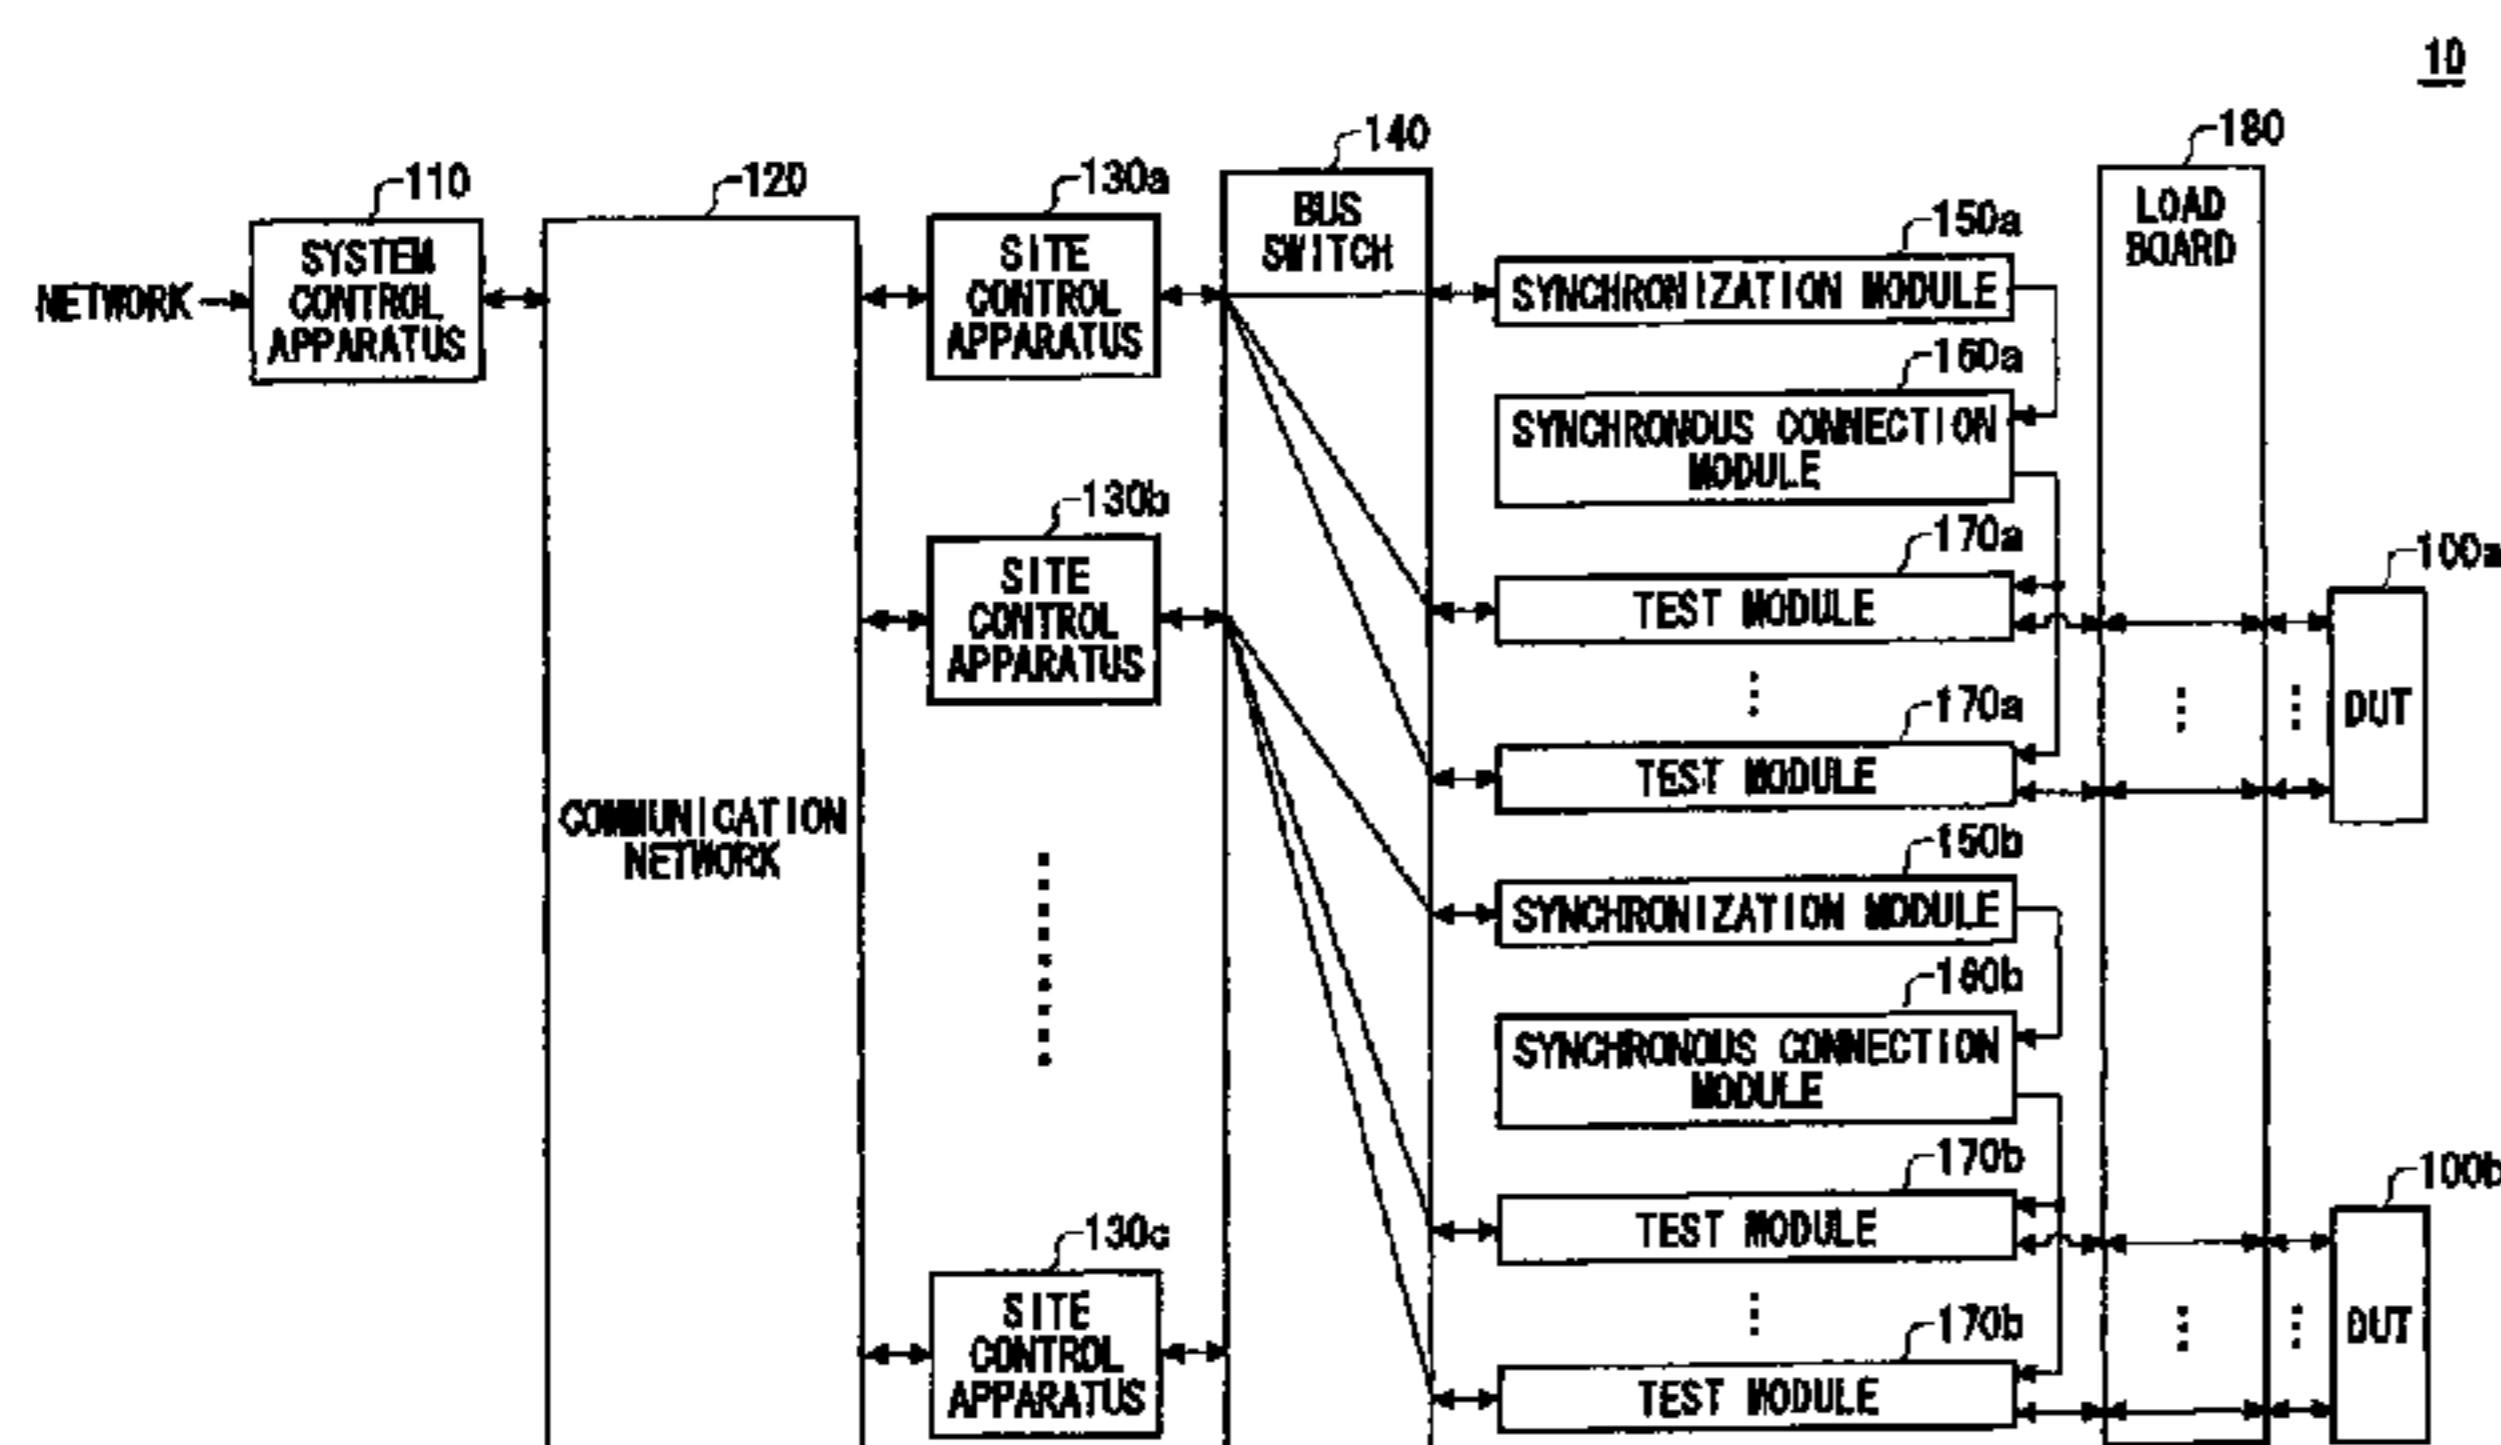 10
110
120
130a
140
180
NETWORK
SYSTEM
CONTROL
APPARATUS
SITE
CONTROL
APPARATUS
BUS
SWITCH
LOAD
BOARD
150a
SYNCHRONIZATION MODULE
160a
SYNCHRONOUS CONNECTION
MODULE
130b
SITE
CONTROL
APPARATUS
170a
TEST MODULE
100a
DUT
170a
TEST MODULE
COMMUNICATION
NETWORK
150b
SYNCHRONIZATION MODULE
160b
SYNCHRONOUS CONNECTION
MODULE
170b
TEST MODULE
100b
DUT
130c
SITE
CONTROL
APPARATUS
170b
TEST MODULE